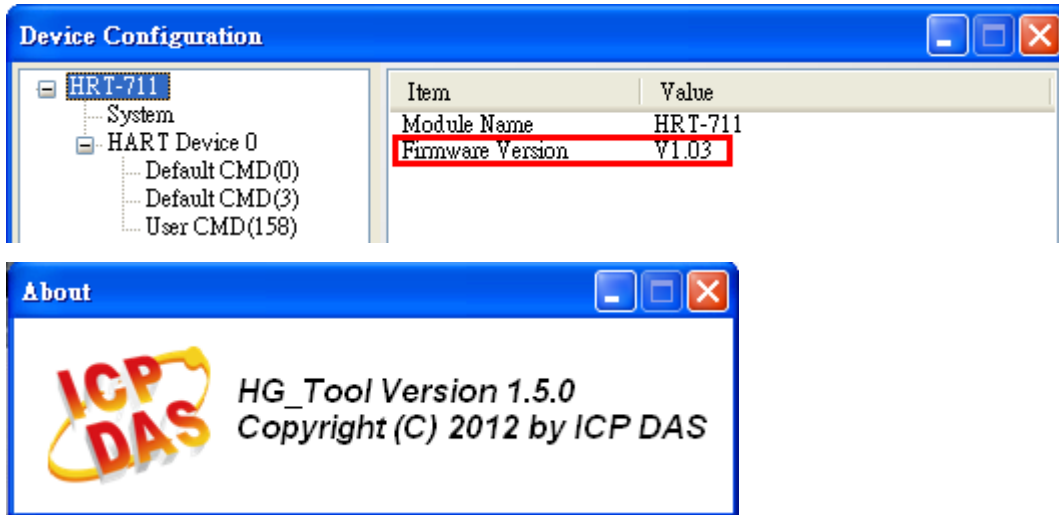 Device Configuration
HRT-711
System
HART Device 0
Default CMD(0)
Default CMD(3)
User CMD(158)
Item Value
Module Name HRT-711
Firmware Version V1.03
About
ICP
DAS
HG_Tool Version 1.5.0
Copyright (C) 2012 by ICP DAS